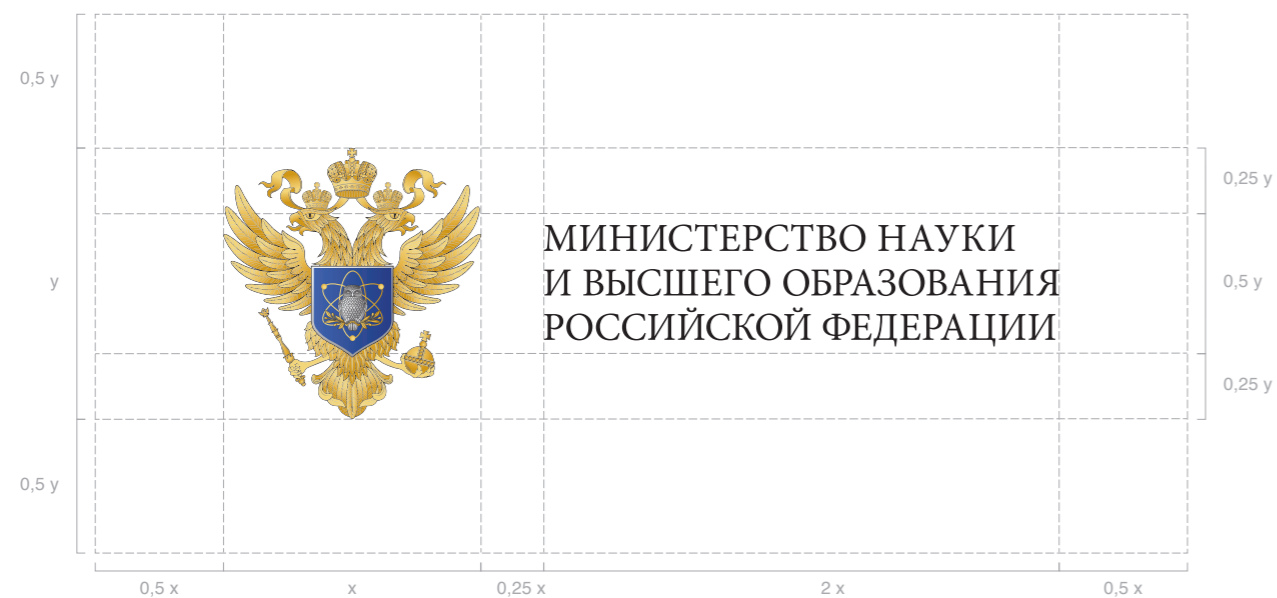 0,5 y
0,25 y
МИНИСТЕРСТВО НАУКИ
y
И ВЫСШЕГО ОБРАЗОВАНИЯ
0,5 y
РОССИЙСКОЙ ФЕДЕРАЦИИ
0,25 y
0,5 y
0,5 x
x
0,25 x
2 x
0,5 x